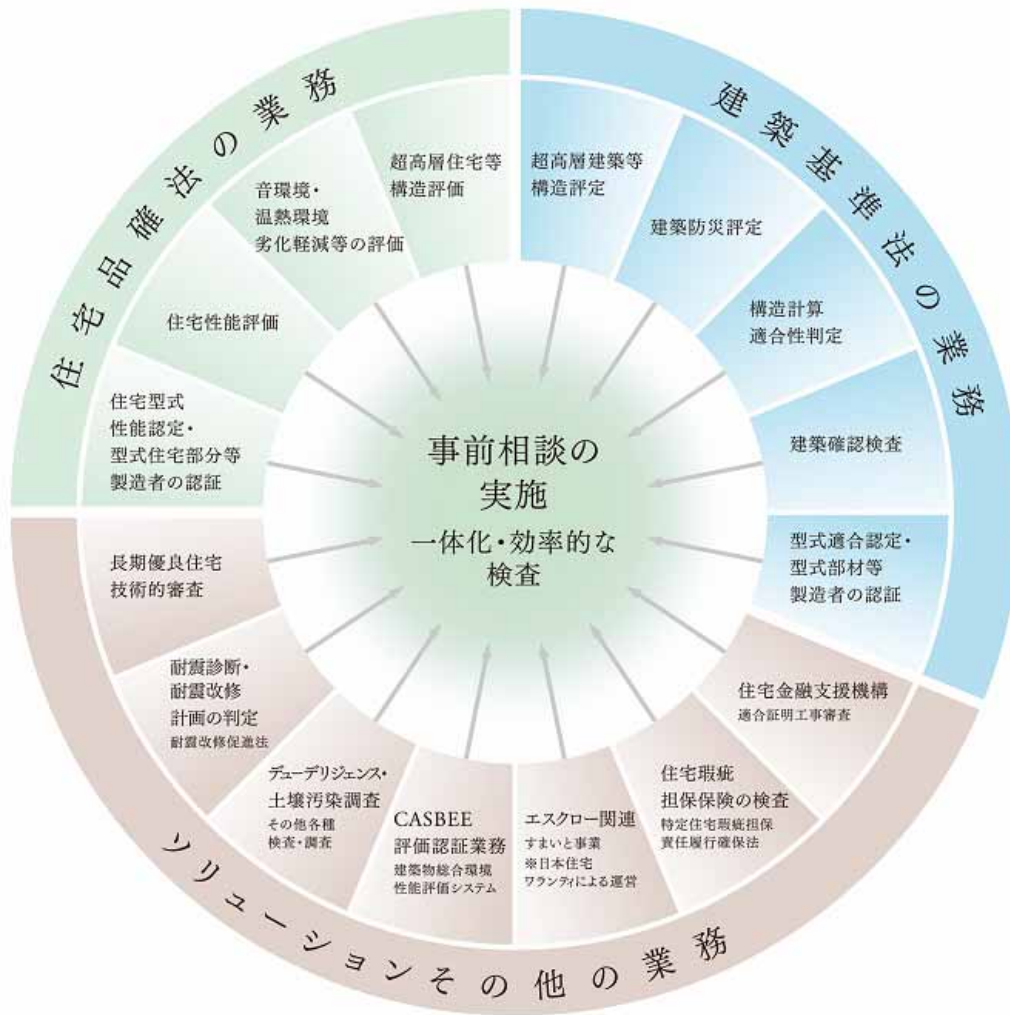 住宅品確法の業務
超高層住宅等
構造評価
音環境・
温熱環境
劣化軽減等の評価
住宅性能評価
住宅型式
性能認定・
型式住宅部分等
製造者の認証
建築基準法の業務
超高層建築等
構造評定
建築防災評定
構造計算
適合性判定
建築確認検査
型式適合認定・
型式部材等
製造者の認証
事前相談の
実施
一体化・効率的な
検査
ソリューションその他の業務
長期優良住宅
技術的審査
耐震診断・
耐震改修
計画の判定
耐震改修促進法
デューデリジェンス・
土壌汚染調査
その他各種
検査・調査
CASBEE
評価認証業務
建築物総合環境
性能評価システム
エスクロー関連
すまいと事業
※日本住宅
ワランティによる運営
住宅瑕疵
担保保険の検査
特定住宅瑕疵担保
責任履行確保法
住宅金融支援機構
適合証明工事審査